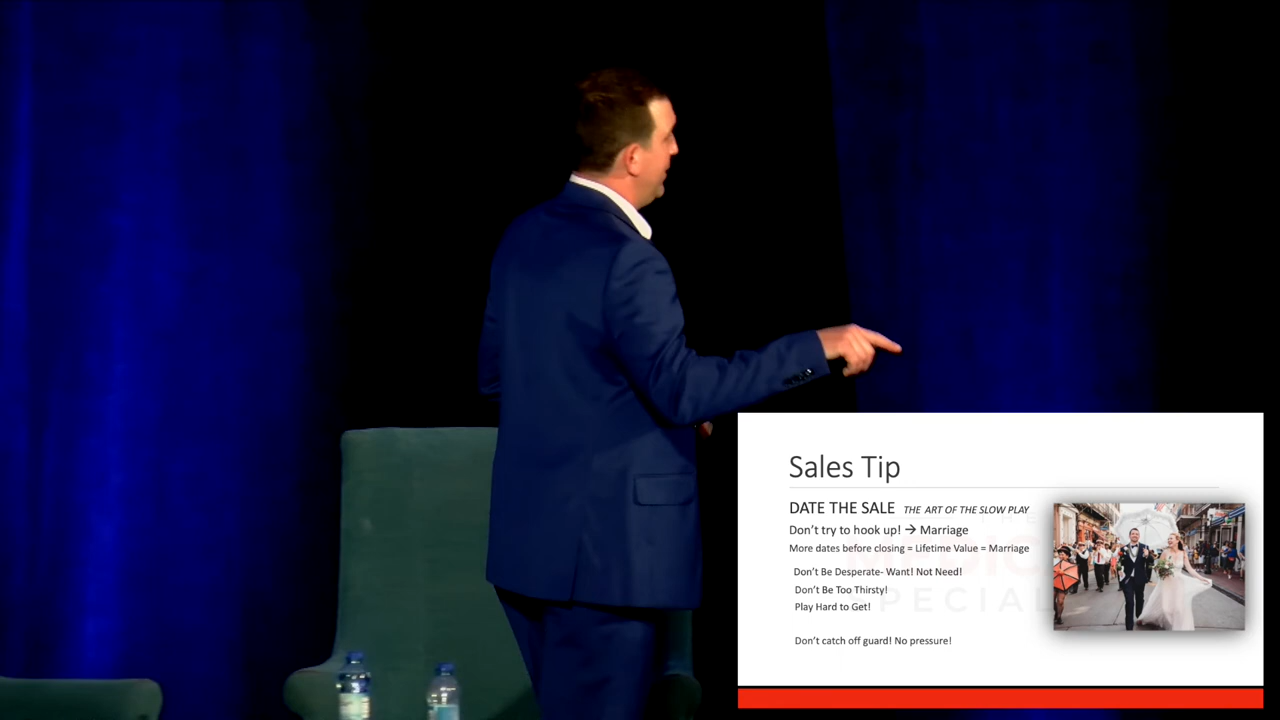 Sales Tip
DATE THE SALE THE ART OF THE SLOW PLAY
Don't try to hook up! → Marriage
More dates before closing = Lifetime Value = Marriage
Don't Be Desperate- Want! Not Need!
Don't Be Too Thirsty!
Play Hard to Get!
Don't catch off guard! No pressure!